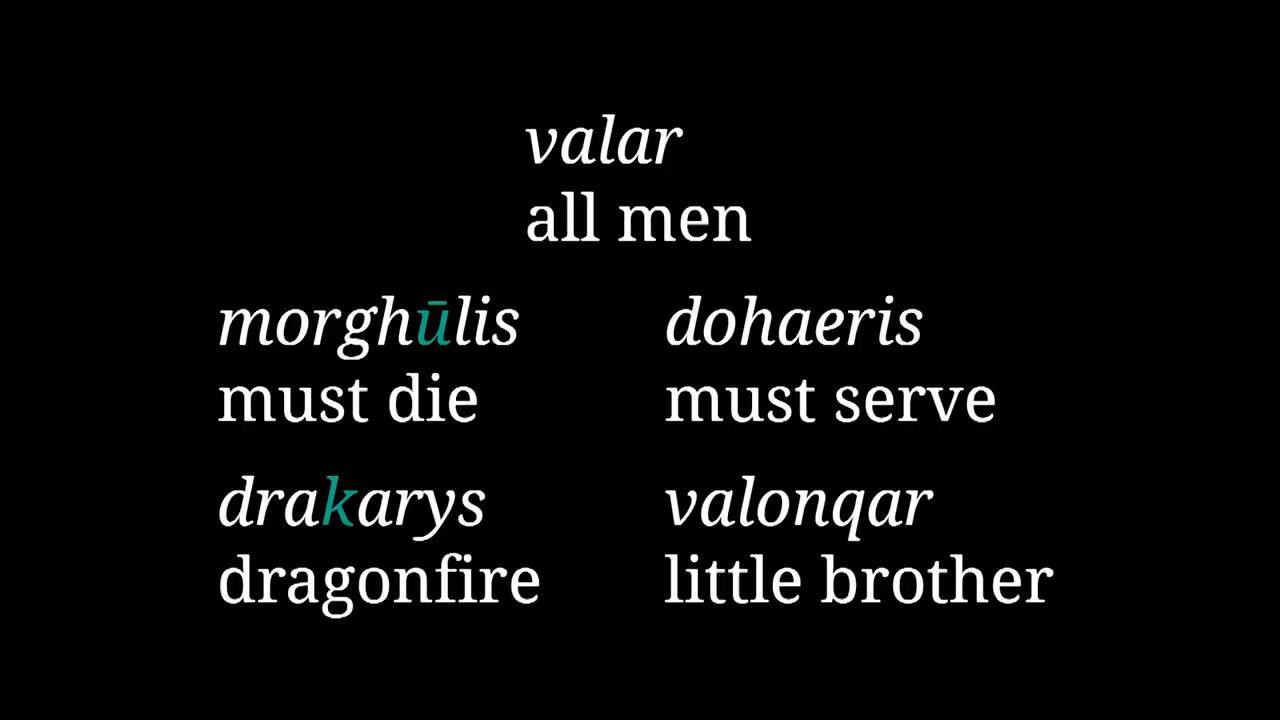 valar
all men
morghūlis
must die
dohaeris
must serve
drakarys
dragonfire
valonqar
little brother